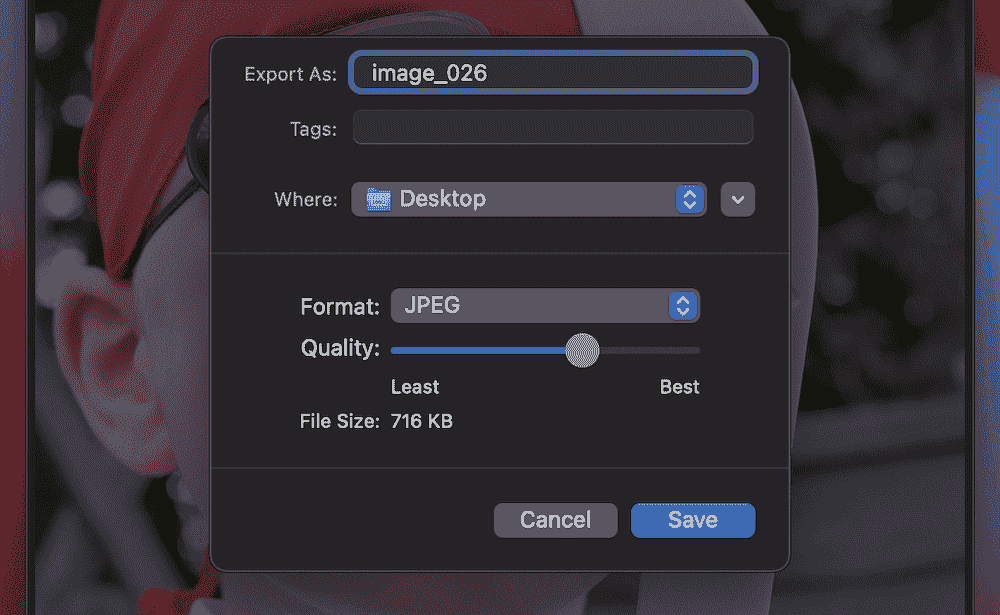 Export As: image_026
Tags:
Where: Desktop
Format: JPEG
Quality:
Least Best
File Size: 716 KB
Cancel Save